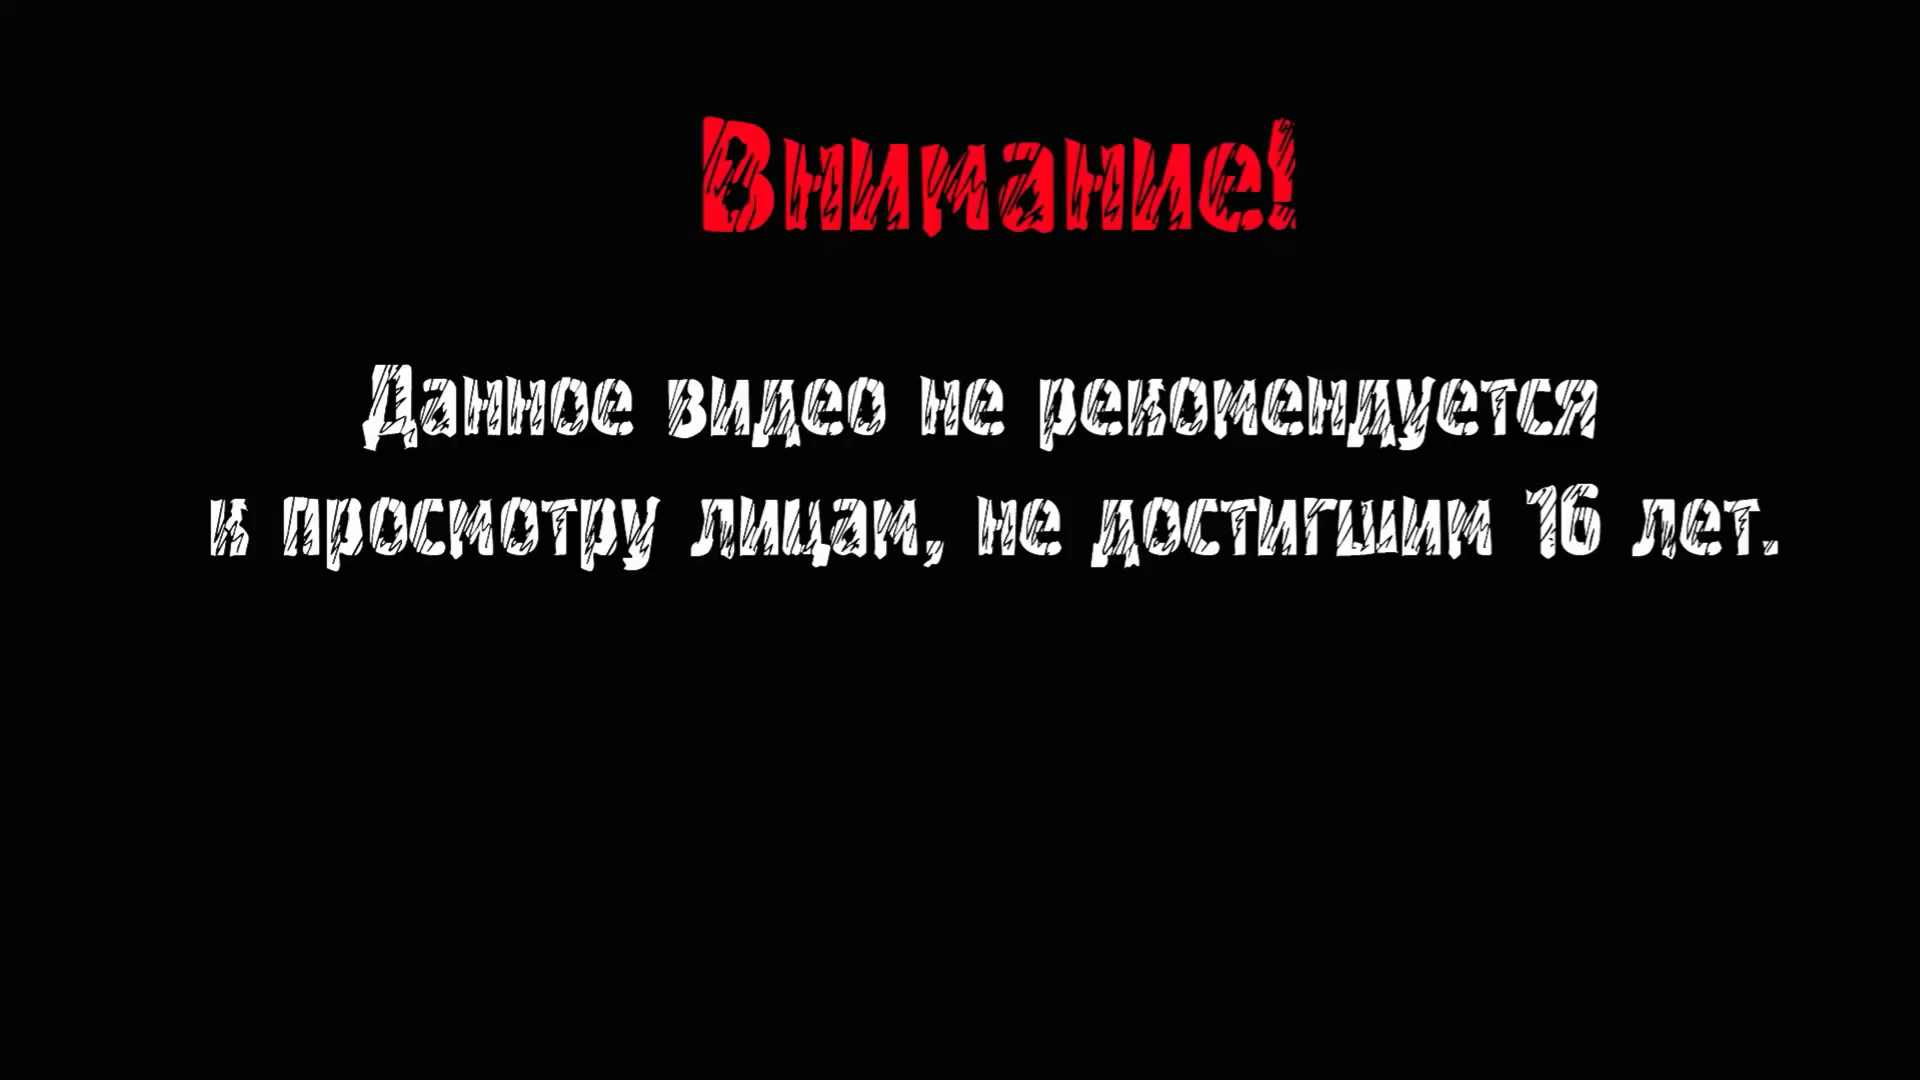 Внимание!
Данное видео не рекомендуется
к просмотру лицам, не достигшим 16 лет.